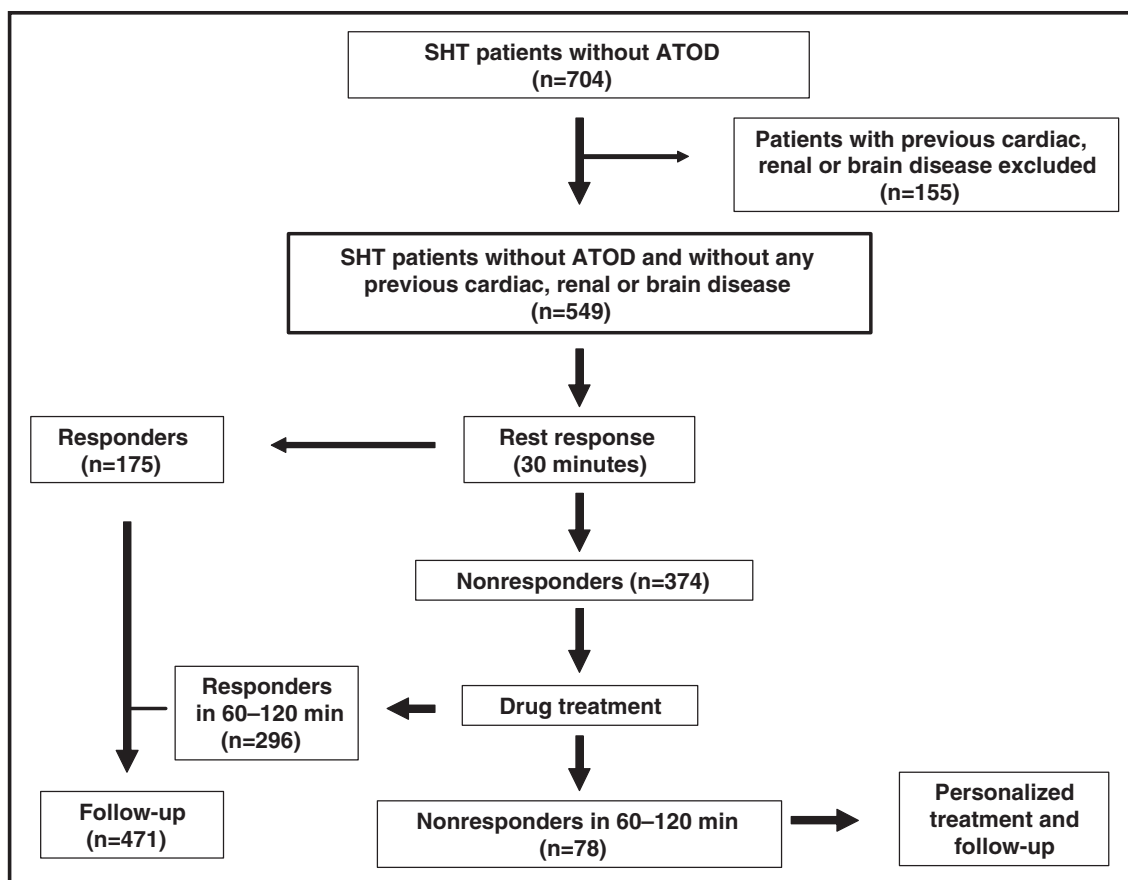 SHT patients without ATOD
(n=704)
Patients with previous cardiac,
renal or brain disease excluded
(n=155)
SHT patients without ATOD and without any
previous cardiac, renal or brain disease
(n=549)
Responders
(n=175)
Rest response
(30 minutes)
Nonresponders (n=374)
Responders
in 60–120 min
(n=296)
Drug treatment
Follow-up
(n=471)
Nonresponders in 60–120 min
(n=78)
Personalized
treatment and
follow-up